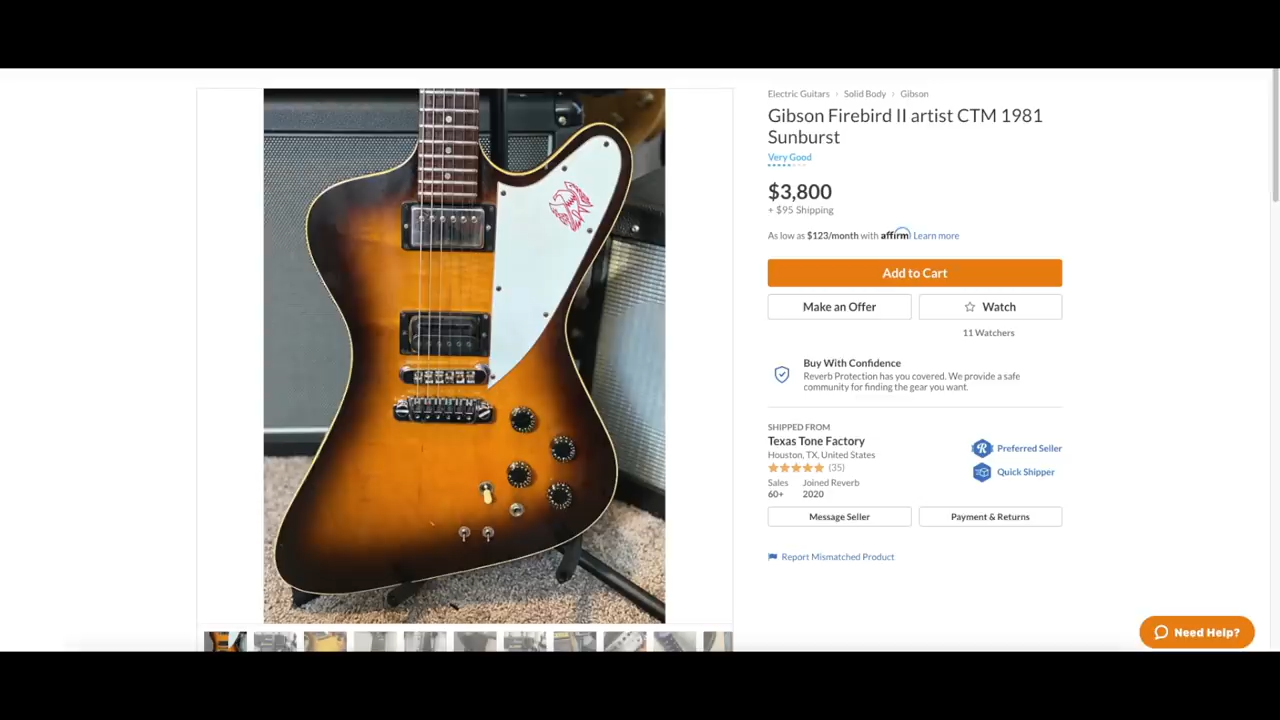 Electric Guitars › Solid Body › Gibson
Gibson Firebird II artist CTM 1981
Sunburst
Very Good
$3,800
+ $95 Shipping
As low as $123/month with affirm Learn more
Add to Cart
Make an Offer
Watch
11 Watchers
Buy With Confidence
Reverb Protection has you covered. We provide a safe
community for finding the gear you want.
SHIPPED FROM
Texas Tone Factory
Houston, TX, United States
(35)
Preferred Seller
Quick Shipper
Sales Joined Reverb
60+ 2020
Message Seller
Payment & Returns
Report Mismatched Product
Need Help?